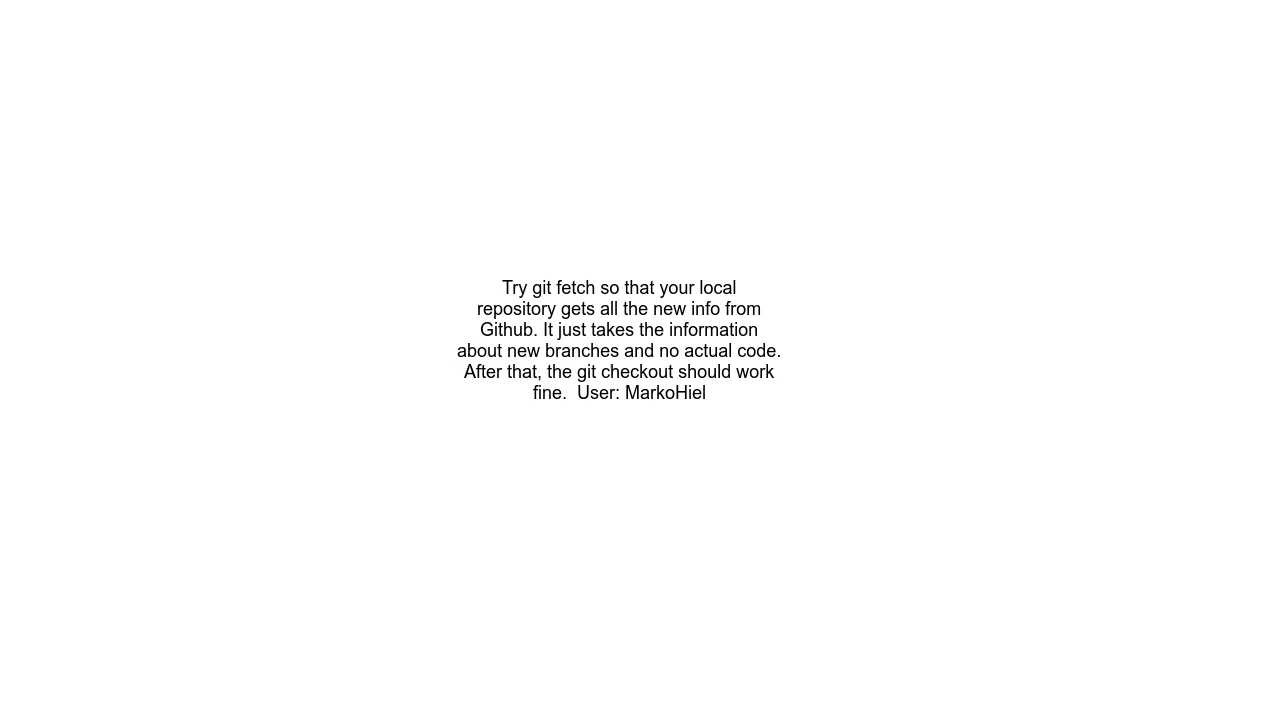 Try git fetch so that your local
repository gets all the new info from
Github. It just takes the information
about new branches and no actual code.
After that, the git checkout should work
fine.  User: MarkoHiel